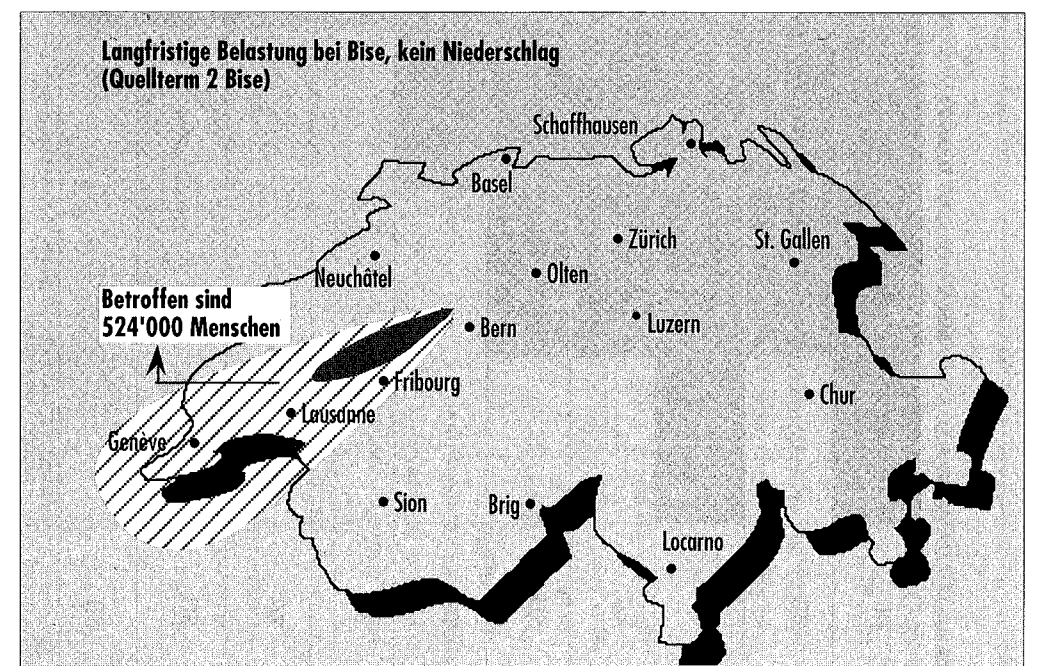 Langfristige Belastung bei Bise, kein Niederschlag
(Quellterm 2 Bise)
Schaffhausen
Basel
Zürich
St. Gallen
Neuchâtel
Olten
Betroffen sind
524'000 Menschen
Bern
Luzern
Fribourg
Chur
Lausanne
Genève
Sion
Brig
Locarno